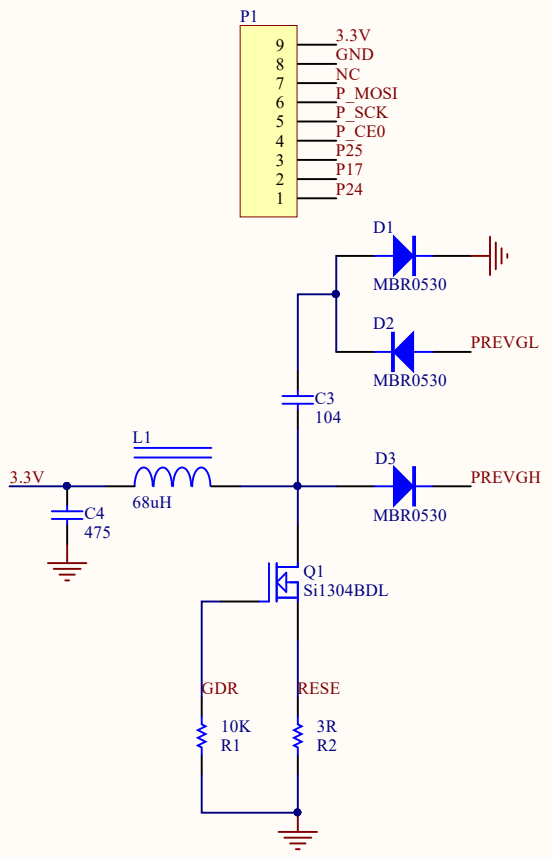 P1
9 3.3V
8 GND
7 NC
6 P_MOSI
5 P_SCK
4 P_CE0
3 P25
2 P17
1 P24
D1
MBR0530
D2
PREVGL
MBR0530
C3
104
L1
3.3V
68uH
D3
PREVGH
MBR0530
C4
475
Q1
Si1304BDL
GDR
RESE
10K
R1
3R
R2